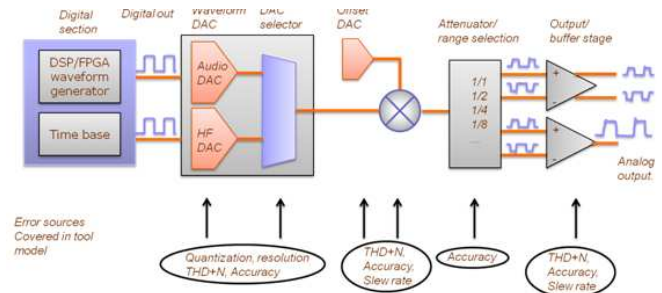 Digital
section
Digital out
Waveform
DAC
DAC
selector
Offset
DAC
Attenuator/
range selection
Output/
buffer stage
DSP/FPGA
waveform
generator
Time base
Audio
DAC
HF
DAC
1/1
1/2
1/4
1/8
....
+
-
+
-
Analog
output.
Error sources
Covered in tool
model
Quantization, resolution
THD+N, Accuracy
THD+N,
Accuracy,
Slew rate
Accuracy
THD+N,
Accuracy,
Slew rate